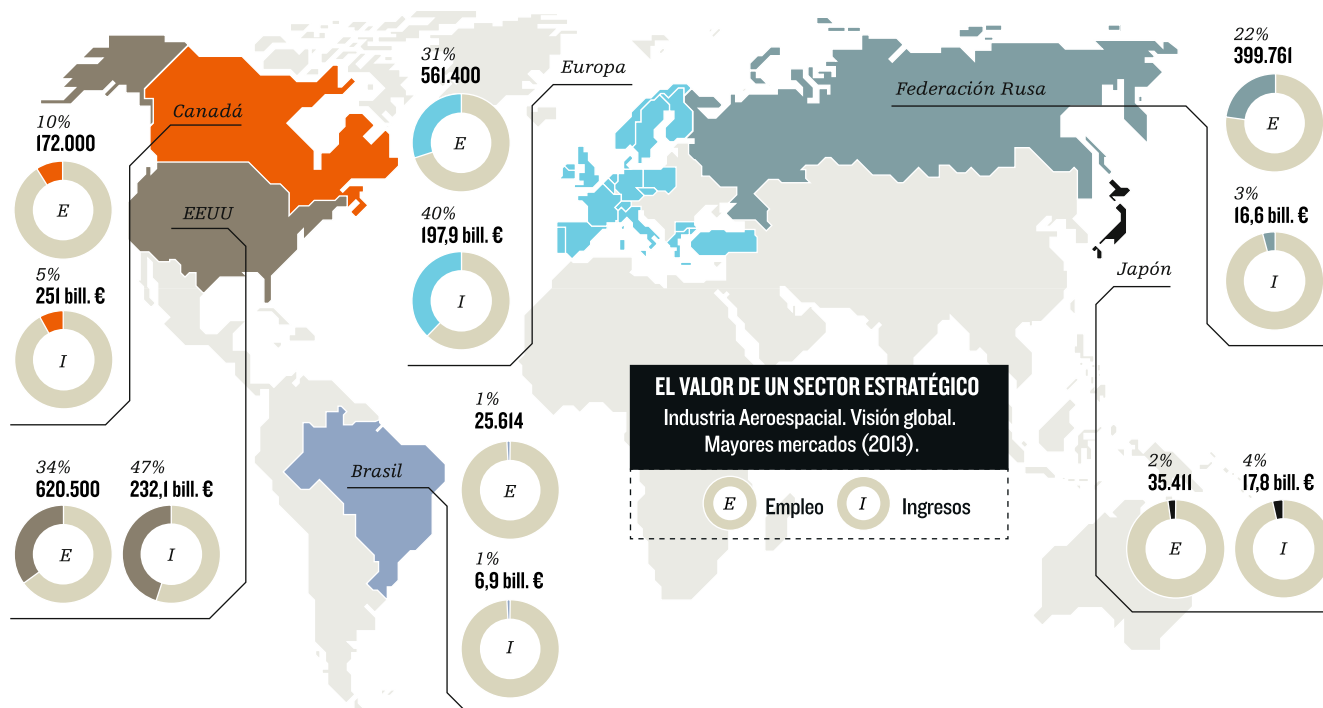 Canadá
10%
172.000
E
5%
251 bill. €
I
EEUU
34%
620.500
E
47%
232,1 bill. €
I
Europa
31%
561.400
E
40%
197,9 bill. €
I
Brasil
1%
25.614
E
1%
6,9 bill. €
I
Federación Rusa
22%
399.761
E
3%
16,6 bill. €
I
Japón
2%
35.411
E
4%
17,8 bill. €
I
EL VALOR DE UN SECTOR ESTRATÉGICO
Industria Aeroespacial. Visión global.
Mayores mercados (2013).
E Empleo I Ingresos